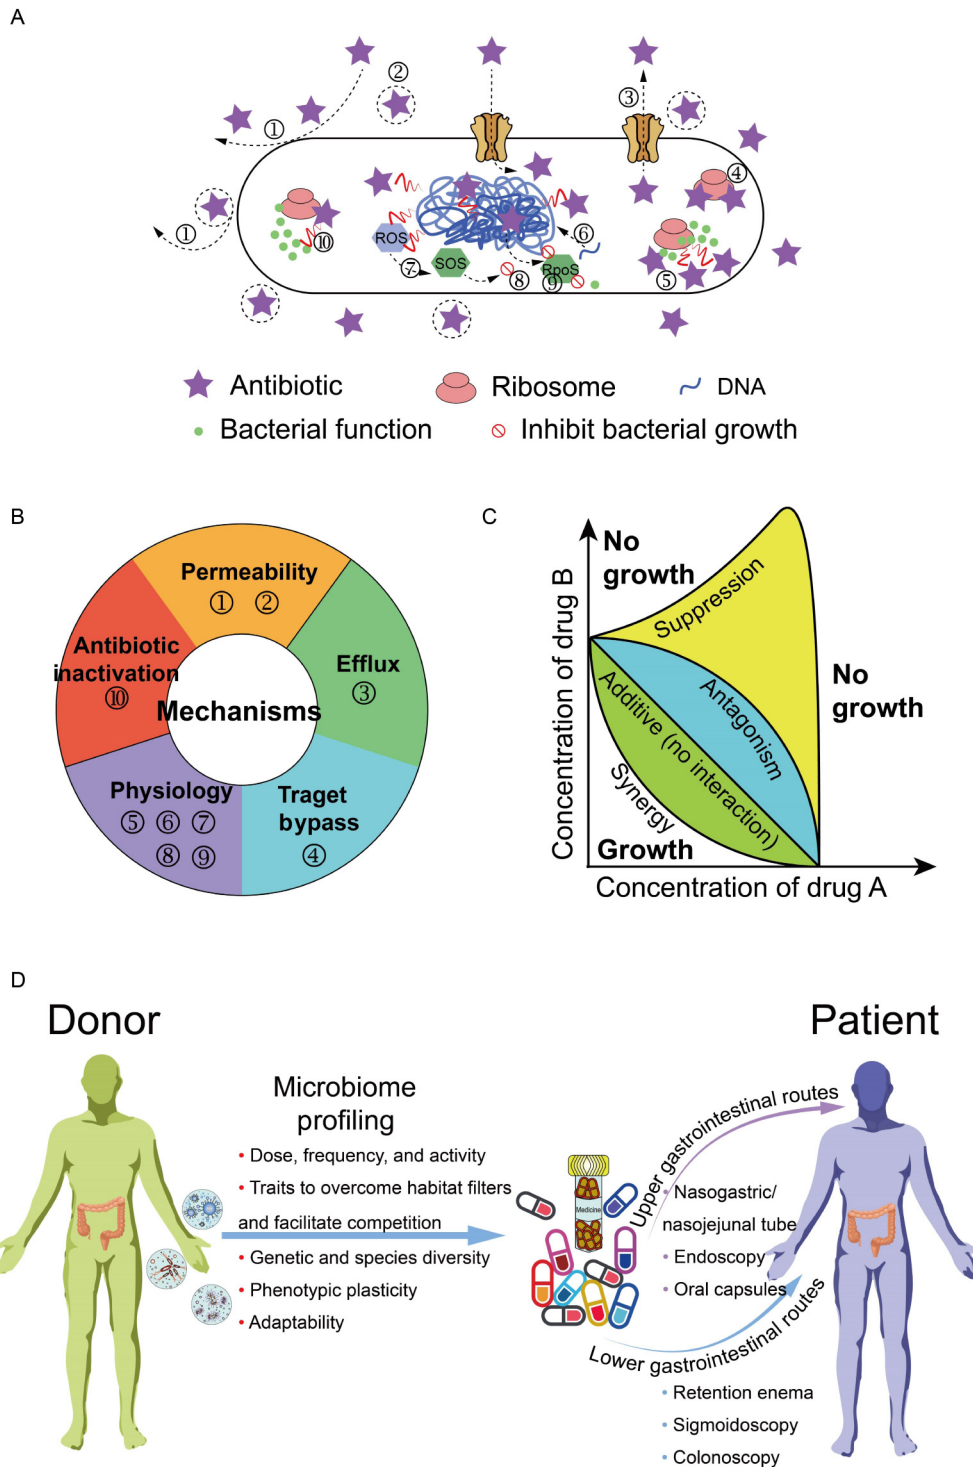 A
①
②
③
④
①
⑩
ROS
⑦
SOS
⑧
RpoS
⑨
⑥
⑤
Antibiotic
Ribosome
DNA
Bacterial function
Inhibit bacterial growth
B
Permeability
① ②
Antibiotic
inactivation
⑩
Efflux
③
Mechanisms
Physiology
⑤ ⑥ ⑦
⑧ ⑨
Traget
bypass
④
C
No
growth
Suppression
Concentration of drug B
No
growth
Antagonism
Additive (no interaction)
Synergy
Growth
Concentration of drug A
D
Donor
Patient
Microbiome
profiling
• Dose, frequency, and activity
• Traits to overcome habitat filters
and facilitate competition
• Genetic and species diversity
• Phenotypic plasticity
• Adaptability
Medicine
Upper gastrointestinal routes
• Nasogastric/
nasojejunal tube
• Endoscopy
• Oral capsules
Lower gastrointestinal routes
• Retention enema
• Sigmoidoscopy
• Colonoscopy